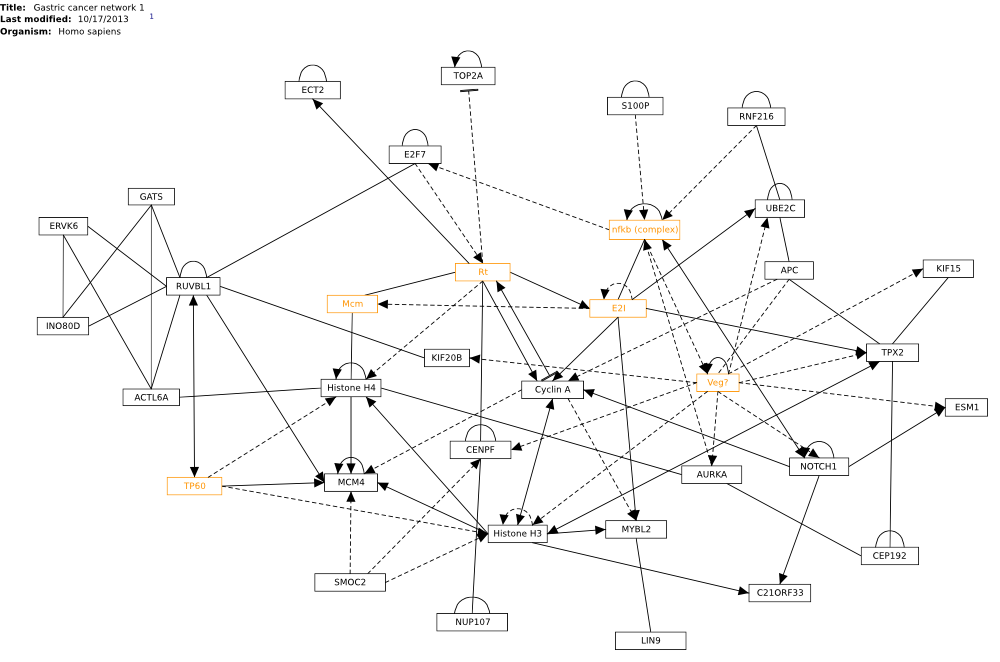 Title: Gastric cancer network 1
Last modified: 10/17/2013 1
Organism: Homo sapiens
TOP2A
ECT2
S100P
RNF216
E2F7
GATS
UBE2C
ERVK6
nfkb (complex)
KIF15
APC
Rt
RUVBL1
Mcm
E2I
INO80D
TPX2
KIF20B
Veg?
Histone H4
Cyclin A
ACTL6A
ESM1
CENPF
NOTCH1
AURKA
MCM4
TP60
MYBL2
Histone H3
CEP192
SMOC2
C21ORF33
NUP107
LIN9